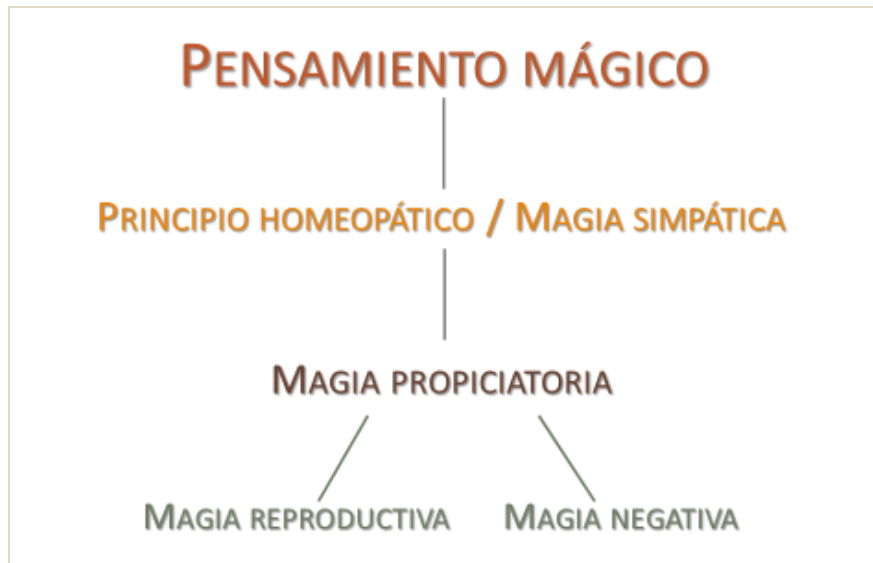 PENSAMIENTO MÁGICO
PRINCIPIO HOMEOPÁTICO / MAGIA SIMPÁTICA
MAGIA PROPICIATORIA
MAGIA REPRODUCTIVA MAGIA NEGATIVA